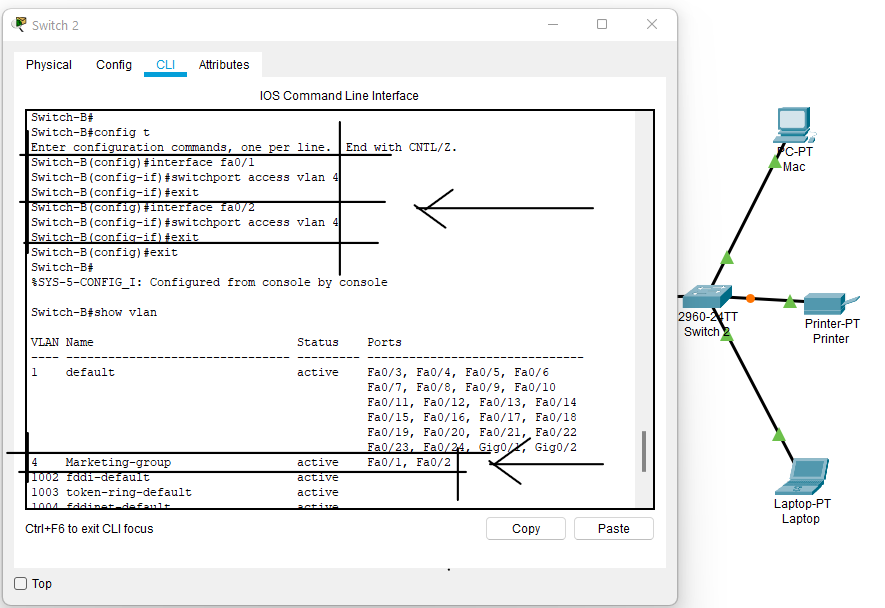 Switch 2
Physical Config CLI Attributes
IOS Command Line Interface
Switch-B#
Switch-B#config t
Enter configuration commands, one per line. End with CNTL/Z.
Switch-B(config)#interface fa0/1
Switch-B(config-if)#switchport access vlan 4
Switch-B(config-if)#exit
Switch-B(config)#interface fa0/2
Switch-B(config-if)#switchport access vlan 4
Switch-B(config-if)#exit
Switch-B(config)#exit
Switch-B#
%SYS-5-CONFIG_I: Configured from console by console
Switch-B#show vlan
VLAN Name Status Ports
---- -------------------------------- --------- -------------------------------
1 default active Fa0/3, Fa0/4, Fa0/5, Fa0/6
Fa0/7, Fa0/8, Fa0/9, Fa0/10
Fa0/11, Fa0/12, Fa0/13, Fa0/14
Fa0/15, Fa0/16, Fa0/17, Fa0/18
Fa0/19, Fa0/20, Fa0/21, Fa0/22
Fa0/23, Fa0/24, Gig0/1, Gig0/2
4 Marketing-group active Fa0/1, Fa0/2
1002 fddi-default active
1003 token-ring-default active
1004 fddinet-default active
Ctrl+F6 to exit CLI focus
Copy
Paste
Top
PC-PT
Mac
2960-24TT
Switch 2
Printer-PT
Printer
Laptop-PT
Laptop